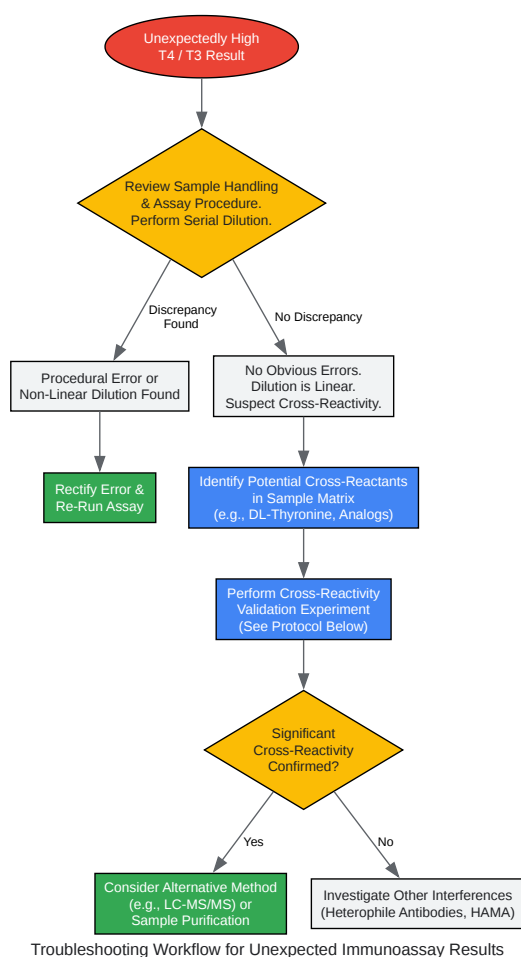 Unexpectedly High
T4 / T3 Result
Review Sample Handling
& Assay Procedure.
Perform Serial Dilution.
Discrepancy
Found
No Discrepancy
Procedural Error or
Non-Linear Dilution Found
No Obvious Errors.
Dilution is Linear.
Suspect Cross-Reactivity.
Rectify Error &
Re-Run Assay
Identify Potential Cross-Reactants
in Sample Matrix
(e.g., DL-Thyronine, Analogs)
Perform Cross-Reactivity
Validation Experiment
(See Protocol Below)
Significant
Cross-Reactivity
Confirmed?
Yes
No
Consider Alternative Method
(e.g., LC-MS/MS) or
Sample Purification
Investigate Other Interferences
(Heterophile Antibodies, HAMA)
Troubleshooting Workflow for Unexpected Immunoassay Results